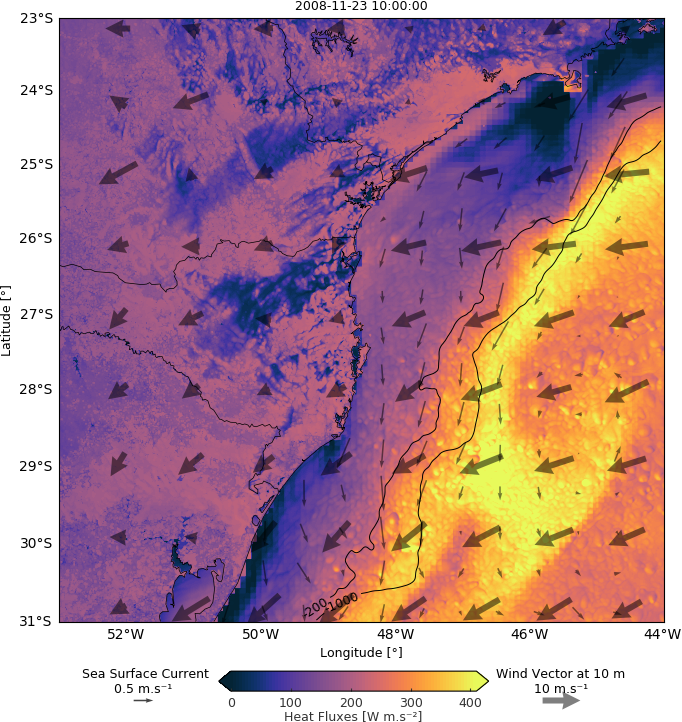 2008-11-23 10:00:00
23°S
24°S
25°S
26°S
27°S
28°S
29°S
30°S
31°S
Latitude [°]
-200
-1000
52°W 50°W 48°W 46°W 44°W
Longitude [°]
Sea Surface Current
0.5 m.s⁻¹
Wind Vector at 10 m
10 m.s⁻¹
0 100 200 300 400
Heat Fluxes [W m.s⁻²]